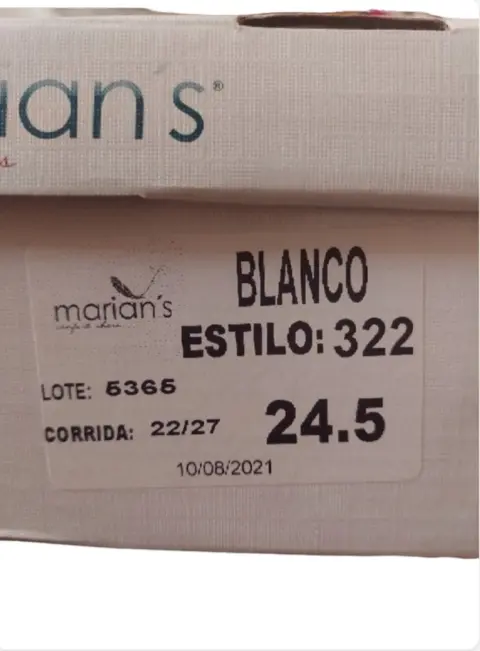 ian's®
BLANCO
marian's
ESTILO: 322
LOTE: 5365
CORRIDA: 22/27
24.5
10/08/2021